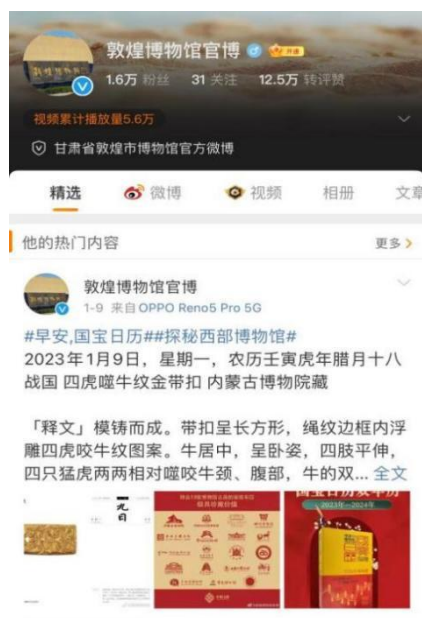 敦煌博物馆官博
开通
1.6万 粉丝 31 关注 12.5万 转评赞
视频累计播放量5.6万
甘肃省敦煌市博物馆官方微博
精选 微博 视频 相册 文章
他的热门内容 更多
敦煌博物馆官博
1-9 来自 OPPO Reno5 Pro 5G
#早安,国宝日历##探秘西部博物馆#
2023年1月9日，星期一，农历壬寅虎年腊月十八
战国 四虎噬牛纹金带扣 内蒙古博物院藏
「释文」模铸而成。带扣呈长方形，绳纹边框内浮
雕四虎咬牛纹图案。牛居中，呈卧姿，四肢平伸，
四只猛虎两两相对噬咬牛颈、腹部，牛的双... 全文
九日
国宝日历双年历
2023年—2024年